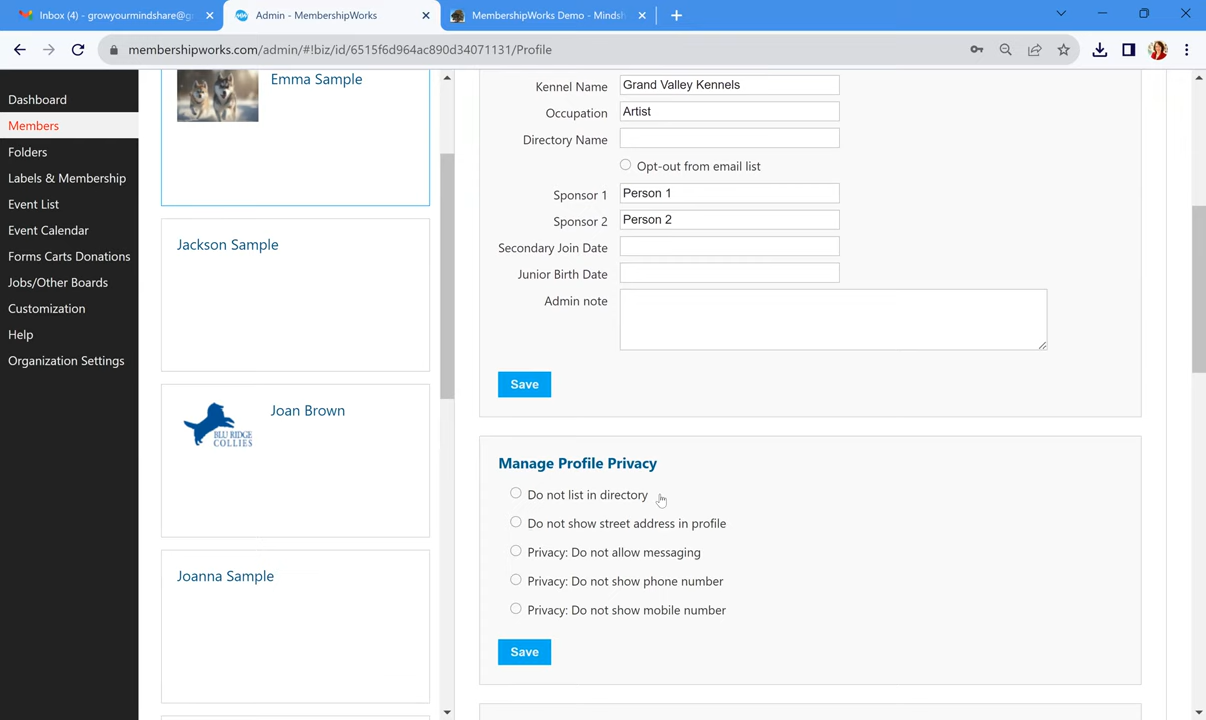 Inbox (4) - growyourmindshare@g
Admin - MembershipWorks
MembershipWorks Demo - Mindsh
membershipworks.com/admin/#!biz/id/6515f6d964ac890d34071131/Profile
Dashboard
Members
Folders
Labels & Membership
Event List
Event Calendar
Forms Carts Donations
Jobs/Other Boards
Customization
Help
Organization Settings
Emma Sample
Jackson Sample
BLU RIDGE
COLLIES
Joan Brown
Joanna Sample
Kennel Name Grand Valley Kennels
Occupation Artist
Directory Name
Opt-out from email list
Sponsor 1 Person 1
Sponsor 2 Person 2
Secondary Join Date
Junior Birth Date
Admin note
Save
Manage Profile Privacy
Do not list in directory
Do not show street address in profile
Privacy: Do not allow messaging
Privacy: Do not show phone number
Privacy: Do not show mobile number
Save